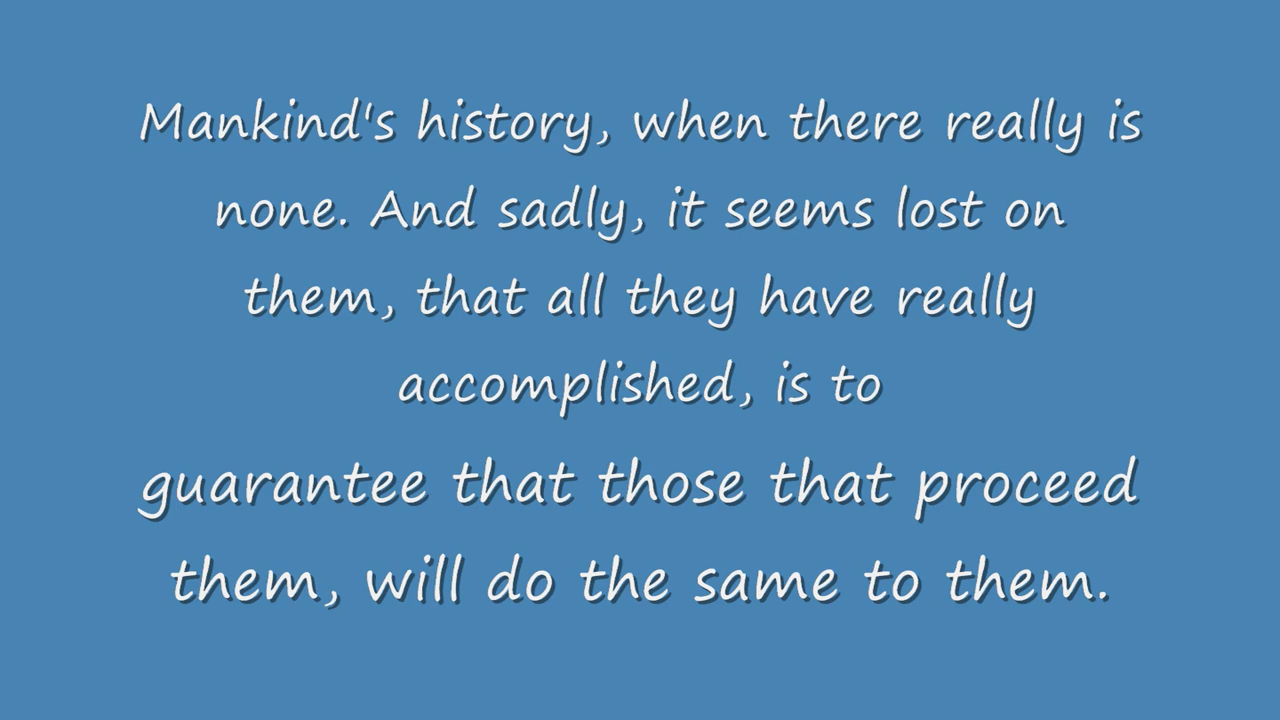 Mankind's history, when there really is
none. And sadly, it seems lost on
them, that all they have really
accomplished, is to
guarantee that those that proceed
them, will do the same to them.